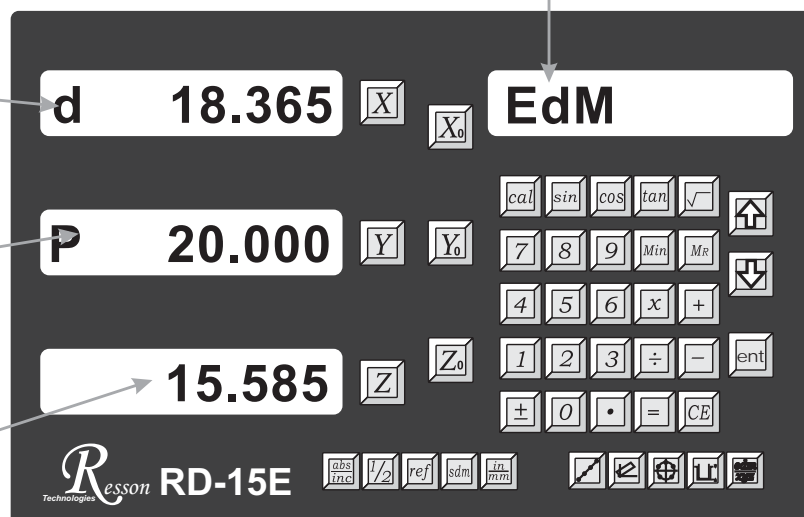 d 18.365 X X₀ EdM
cal sin cos tan √
P 20.000 Y Y₀ 7 8 9 Min MR
4 5 6 x +
15.585 Z Z₀ 1 2 3 ÷ − ent
± 0 • = CE
Resson Technologies RD-15E abs inc 1/2 ref sdm in mm